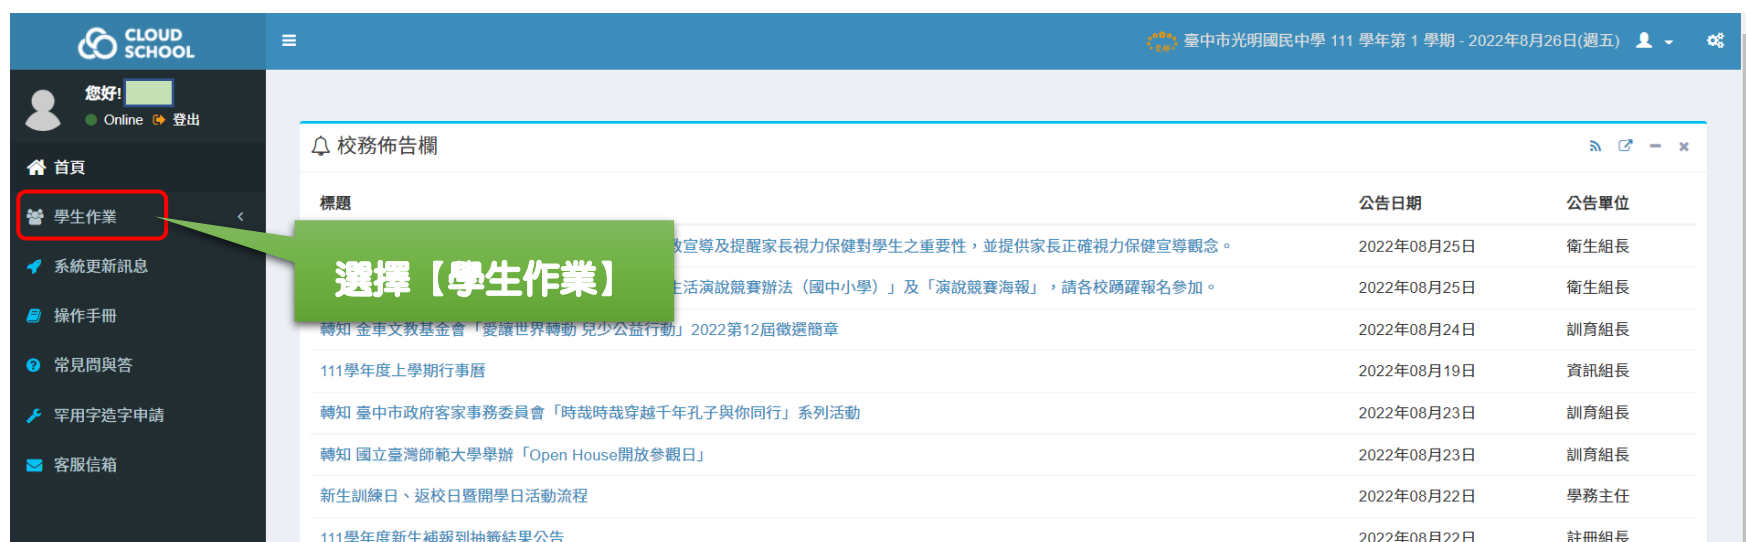 CLOUD SCHOOL
臺中市光明國民中學 111 學年第 1 學期 - 2022年8月26日(週五)
您好!
Online 登出
首頁
學生作業
系統更新訊息
操作手冊
常見問與答
罕用字造字申請
客服信箱
選擇【學生作業】
校務佈告欄
標題 公告日期 公告單位
宣導及提醒家長視力保健對學生之重要性，並提供家長正確視力保健宣導觀念。 2022年08月25日 衛生組長
生活演說競賽辦法（國中小學）」及「演說競賽海報」，請各校踴躍報名參加。 2022年08月25日 衛生組長
轉知 金車文教基金會「愛讓世界轉動 兒少公益行動」2022第12屆徵選簡章 2022年08月24日 訓育組長
111學年度上學期行事曆 2022年08月19日 資訊組長
轉知 臺中市政府客家事務委員會「時哉時哉穿越千年孔子與你同行」系列活動 2022年08月23日 訓育組長
轉知 國立臺灣師範大學舉辦「Open House開放參觀日」 2022年08月23日 訓育組長
新生訓練日、返校日暨開學日活動流程 2022年08月22日 學務主任
111學年度新生補報到抽籤結果公告 2022年08月22日 註冊組長